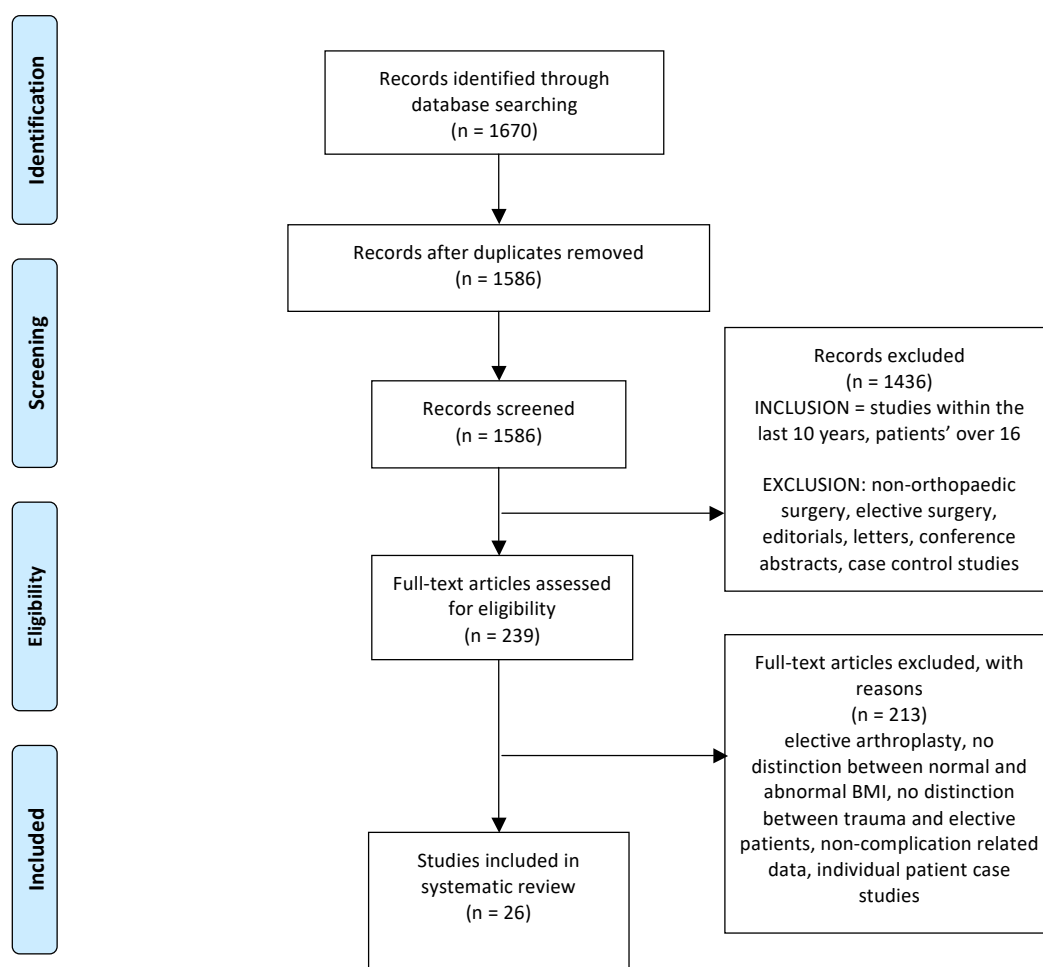 Identification
Records identified through
database searching
(n = 1670)
Records after duplicates removed
(n = 1586)
Screening
Records screened
(n = 1586)
Records excluded
(n = 1436)
INCLUSION = studies within the
last 10 years, patients’ over 16
EXCLUSION: non-orthopaedic
surgery, elective surgery,
editorials, letters, conference
abstracts, case control studies
Eligibility
Full-text articles assessed
for eligibility
(n = 239)
Full-text articles excluded, with
reasons
(n = 213)
elective arthroplasty, no
distinction between normal and
abnormal BMI, no distinction
between trauma and elective
patients, non-complication related
data, individual patient case
studies
Included
Studies included in
systematic review
(n = 26)